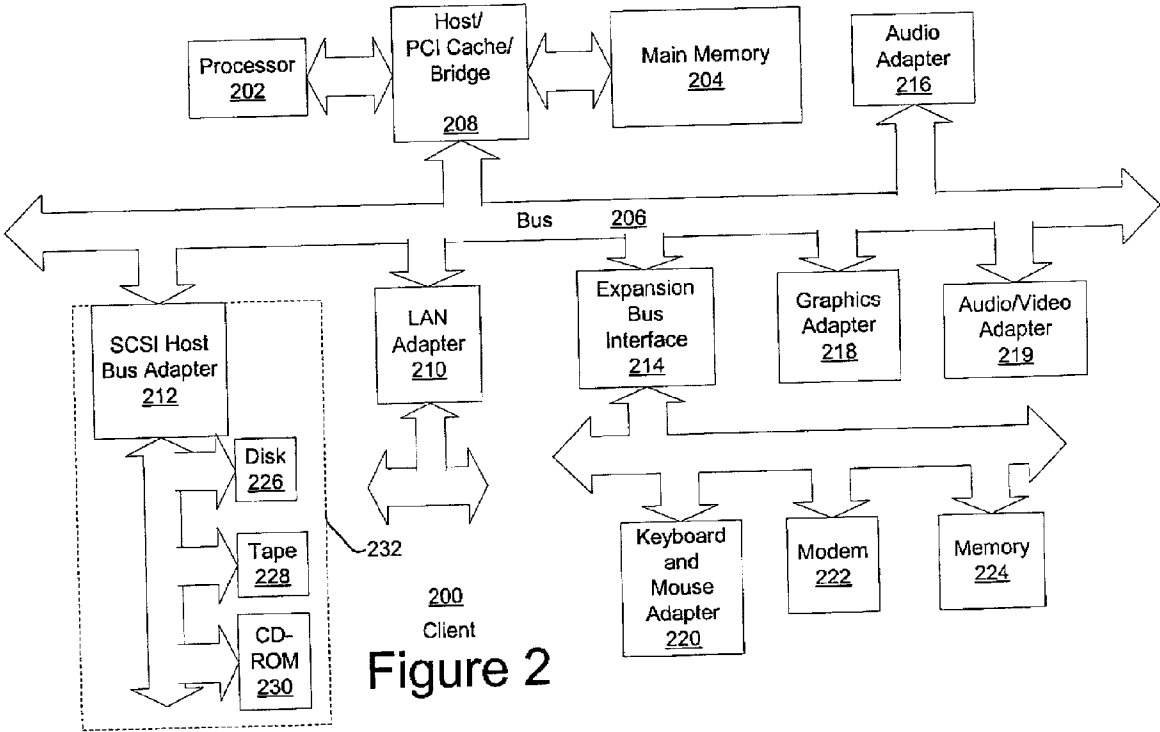 Processor
202
Host/
PCI Cache/
Bridge
208
Main Memory
204
Audio
Adapter
216
Bus 206
SCSI Host
Bus Adapter
212
LAN
Adapter
210
Expansion
Bus
Interface
214
Graphics
Adapter
218
Audio/Video
Adapter
219
Disk
226
Tape
228
CD-
ROM
230
232
Keyboard
and
Mouse
Adapter
220
Modem
222
Memory
224
200
Client
Figure 2